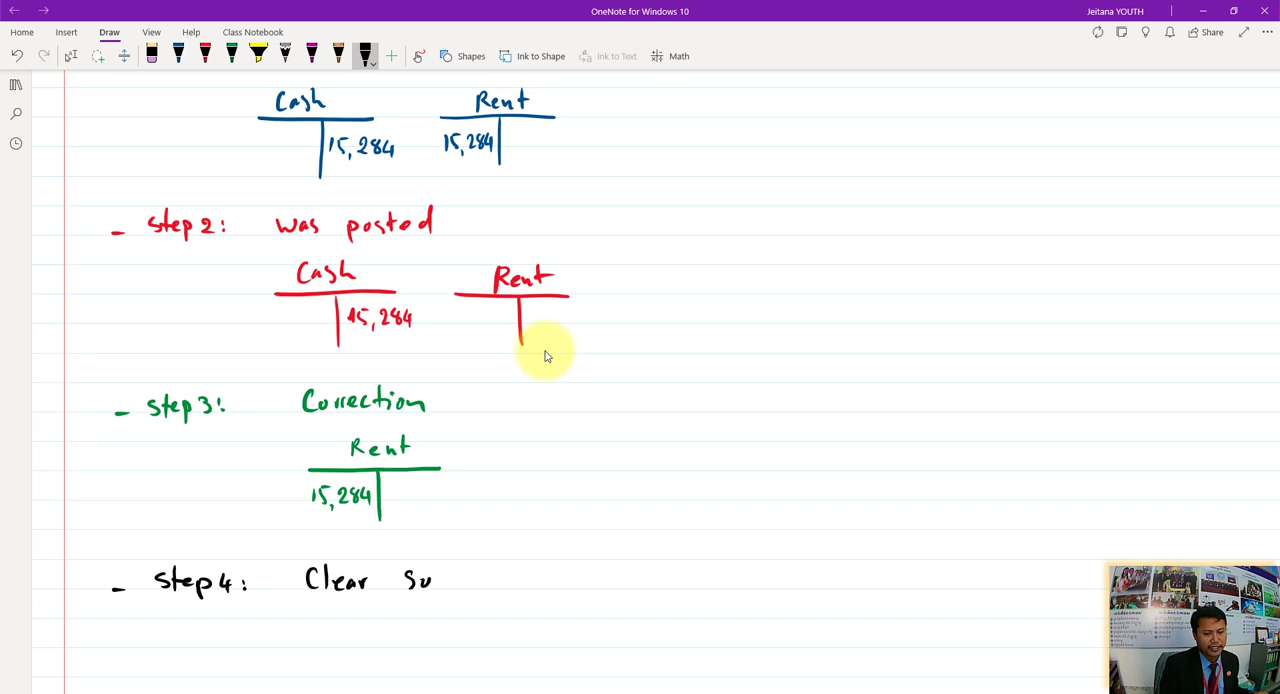 OneNote for Windows 10
Jeitana YOUTH
Home Insert Draw View Help Class Notebook
Share
Shapes Ink to Shape Ink to Text Math
Cash Rent
15,284 15,284
- step 2: was posted
Cash Rent
15,284
- step 3: Correction
Rent
15,284
- step 4: Clear Su